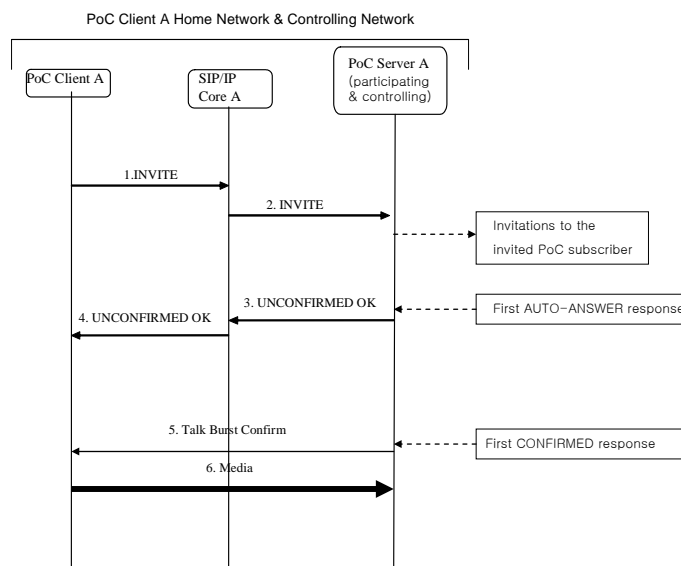 PoC Client A Home Network & Controlling Network
PoC Client A
SIP/IP
Core A
PoC Server A
(participating
& controlling)
1.INVITE
2. INVITE
Invitations to the
invited PoC subscriber
3. UNCONFIRMED OK
First AUTO-ANSWER response
4. UNCONFIRMED OK
5. Talk Burst Confirm
First CONFIRMED response
6. Media